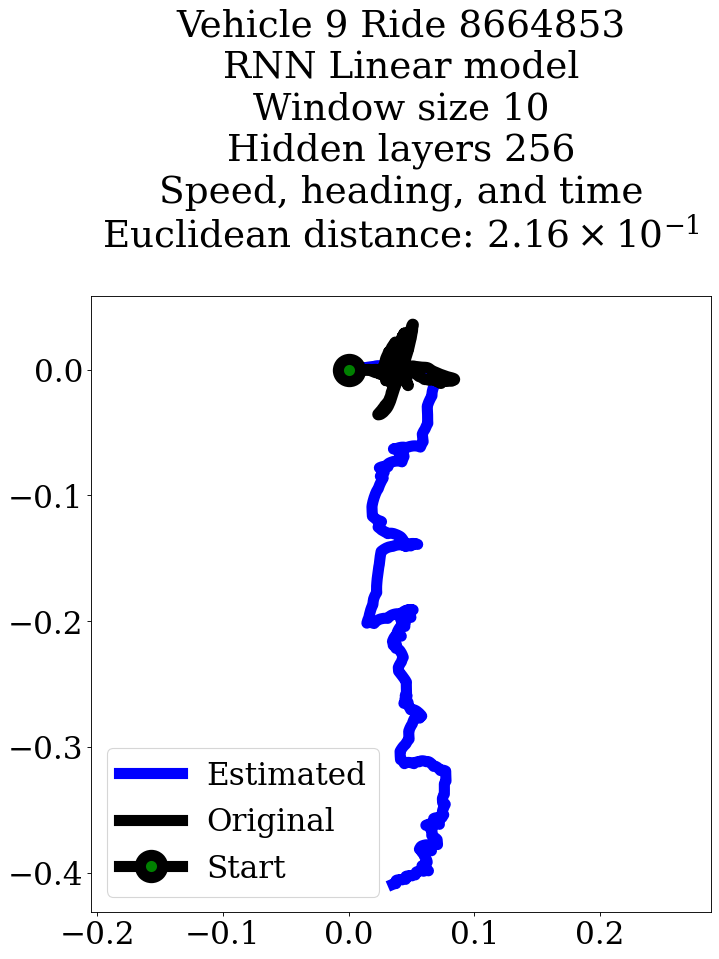 Vehicle 9 Ride 8664853
RNN Linear model
Window size 10
Hidden layers 256
Speed, heading, and time
Euclidean distance: 2.16 × 10⁻¹
0.0
−0.1
−0.2
−0.3
−0.4
Estimated
Original
Start
−0.2 −0.1 0.0 0.1 0.2